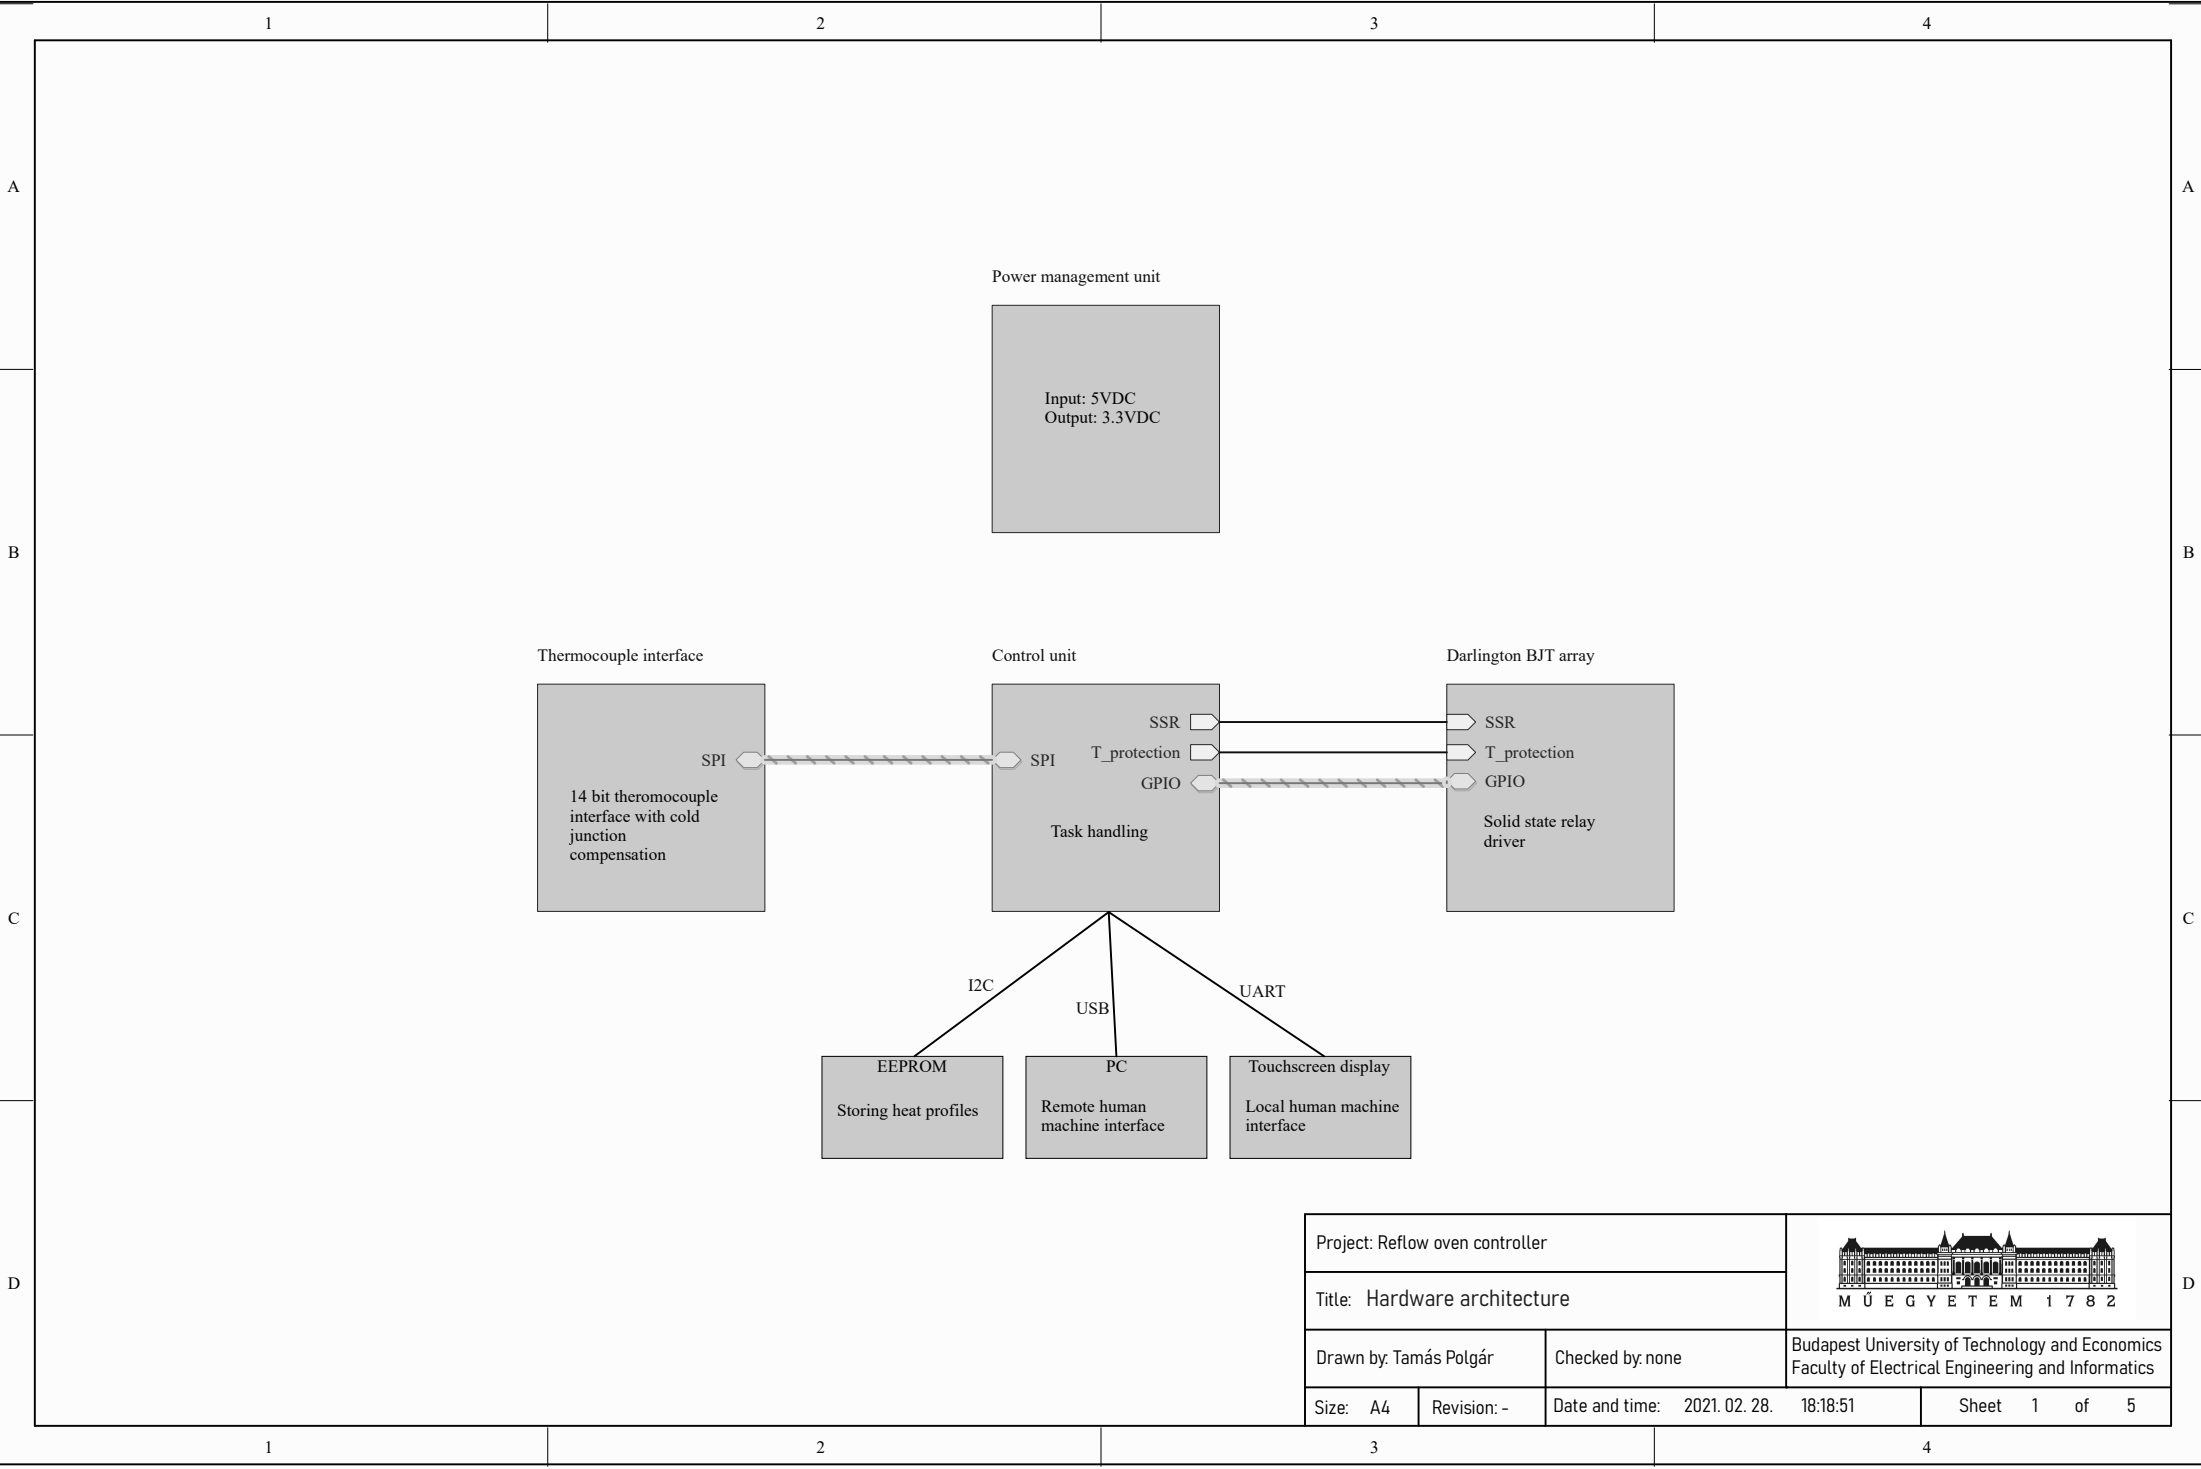 1 2 3 4
A A
Power management unit
Input: 5VDC
Output: 3.3VDC
B B
Thermocouple interface
SPI
14 bit theromocouple
interface with cold
junction
compensation
Control unit
SPI
SSR
T_protection
GPIO
Task handling
Darlington BJT array
SSR
T_protection
GPIO
Solid state relay
driver
C C
I2C
USB
UART
EEPROM
Storing heat profiles
PC
Remote human
machine interface
Touchscreen display
Local human machine
interface
D D
Project: Reflow oven controller
Title: Hardware architecture
MŰEGYETEM 1782
Drawn by: Tamás Polgár
Checked by: none
Budapest University of Technology and Economics
Faculty of Electrical Engineering and Informatics
Size: A4
Revision: -
Date and time: 2021. 02. 28. 18:18:51
Sheet 1 of 5
1 2 3 4